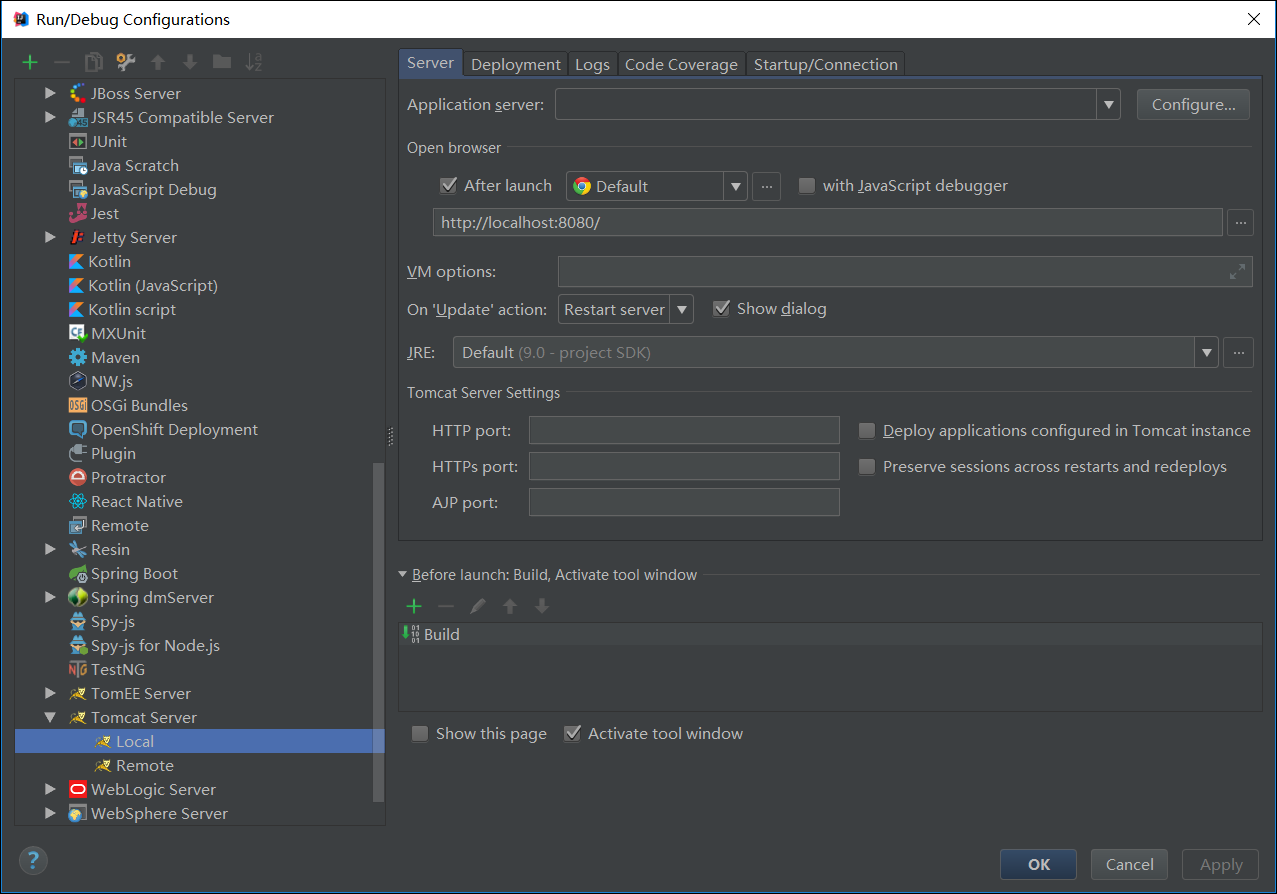 Run/Debug Configurations
JBoss Server
JSR45 Compatible Server
JUnit
Java Scratch
JavaScript Debug
Jest
Jetty Server
Kotlin
Kotlin (JavaScript)
Kotlin script
MXUnit
Maven
NW.js
OSGi Bundles
OpenShift Deployment
Plugin
Protractor
React Native
Remote
Resin
Spring Boot
Spring dmServer
Spy-js
Spy-js for Node.js
TestNG
TomEE Server
Tomcat Server
Local
Remote
WebLogic Server
WebSphere Server
?
Server Deployment Logs Code Coverage Startup/Connection
Application server: Configure...
Open browser
After launch Default ... with JavaScript debugger
http://localhost:8080/ ...
VM options:
On 'Update' action: Restart server Show dialog
JRE: Default (9.0 - project SDK) ...
Tomcat Server Settings
HTTP port: Deploy applications configured in Tomcat instance
HTTPs port: Preserve sessions across restarts and redeploys
AJP port:
Before launch: Build, Activate tool window
Build
Show this page Activate tool window
OK Cancel Apply